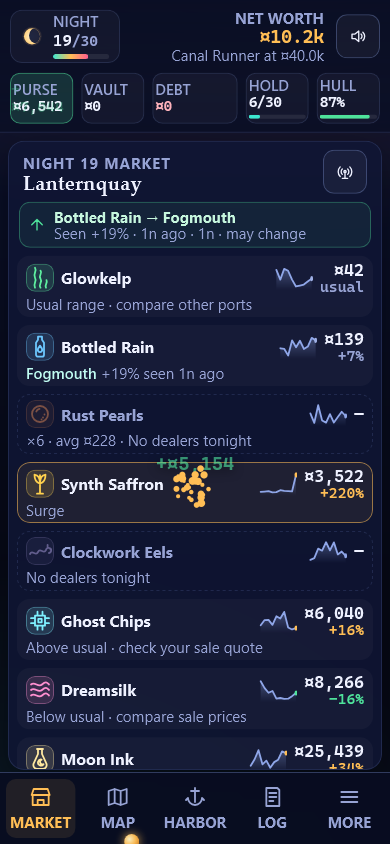 NIGHT
19/30
NET WORTH
¤10.2k
Canal Runner at ¤40.0k
PURSE
¤6,542
VAULT
¤0
DEBT
¤0
HOLD
6/30
HULL
87%
NIGHT 19 MARKET
Lanternquay
Bottled Rain → Fogmouth
Seen +19% · 1n ago · 1n · may change
Glowkelp
¤42
usual
Usual range · compare other ports
Bottled Rain
¤139
+7%
Fogmouth +19% seen 1n ago
Rust Pearls
—
×6 · avg ¤228 · No dealers tonight
+¤5,154
Synth Saffron
¤3,522
+220%
Surge
Clockwork Eels
—
No dealers tonight
Ghost Chips
¤6,040
+16%
Above usual · check your sale quote
Dreamsilk
¤8,266
−16%
Below usual · compare sale prices
Moon Ink
¤25,439
+34%
MARKET
MAP
HARBOR
LOG
MORE